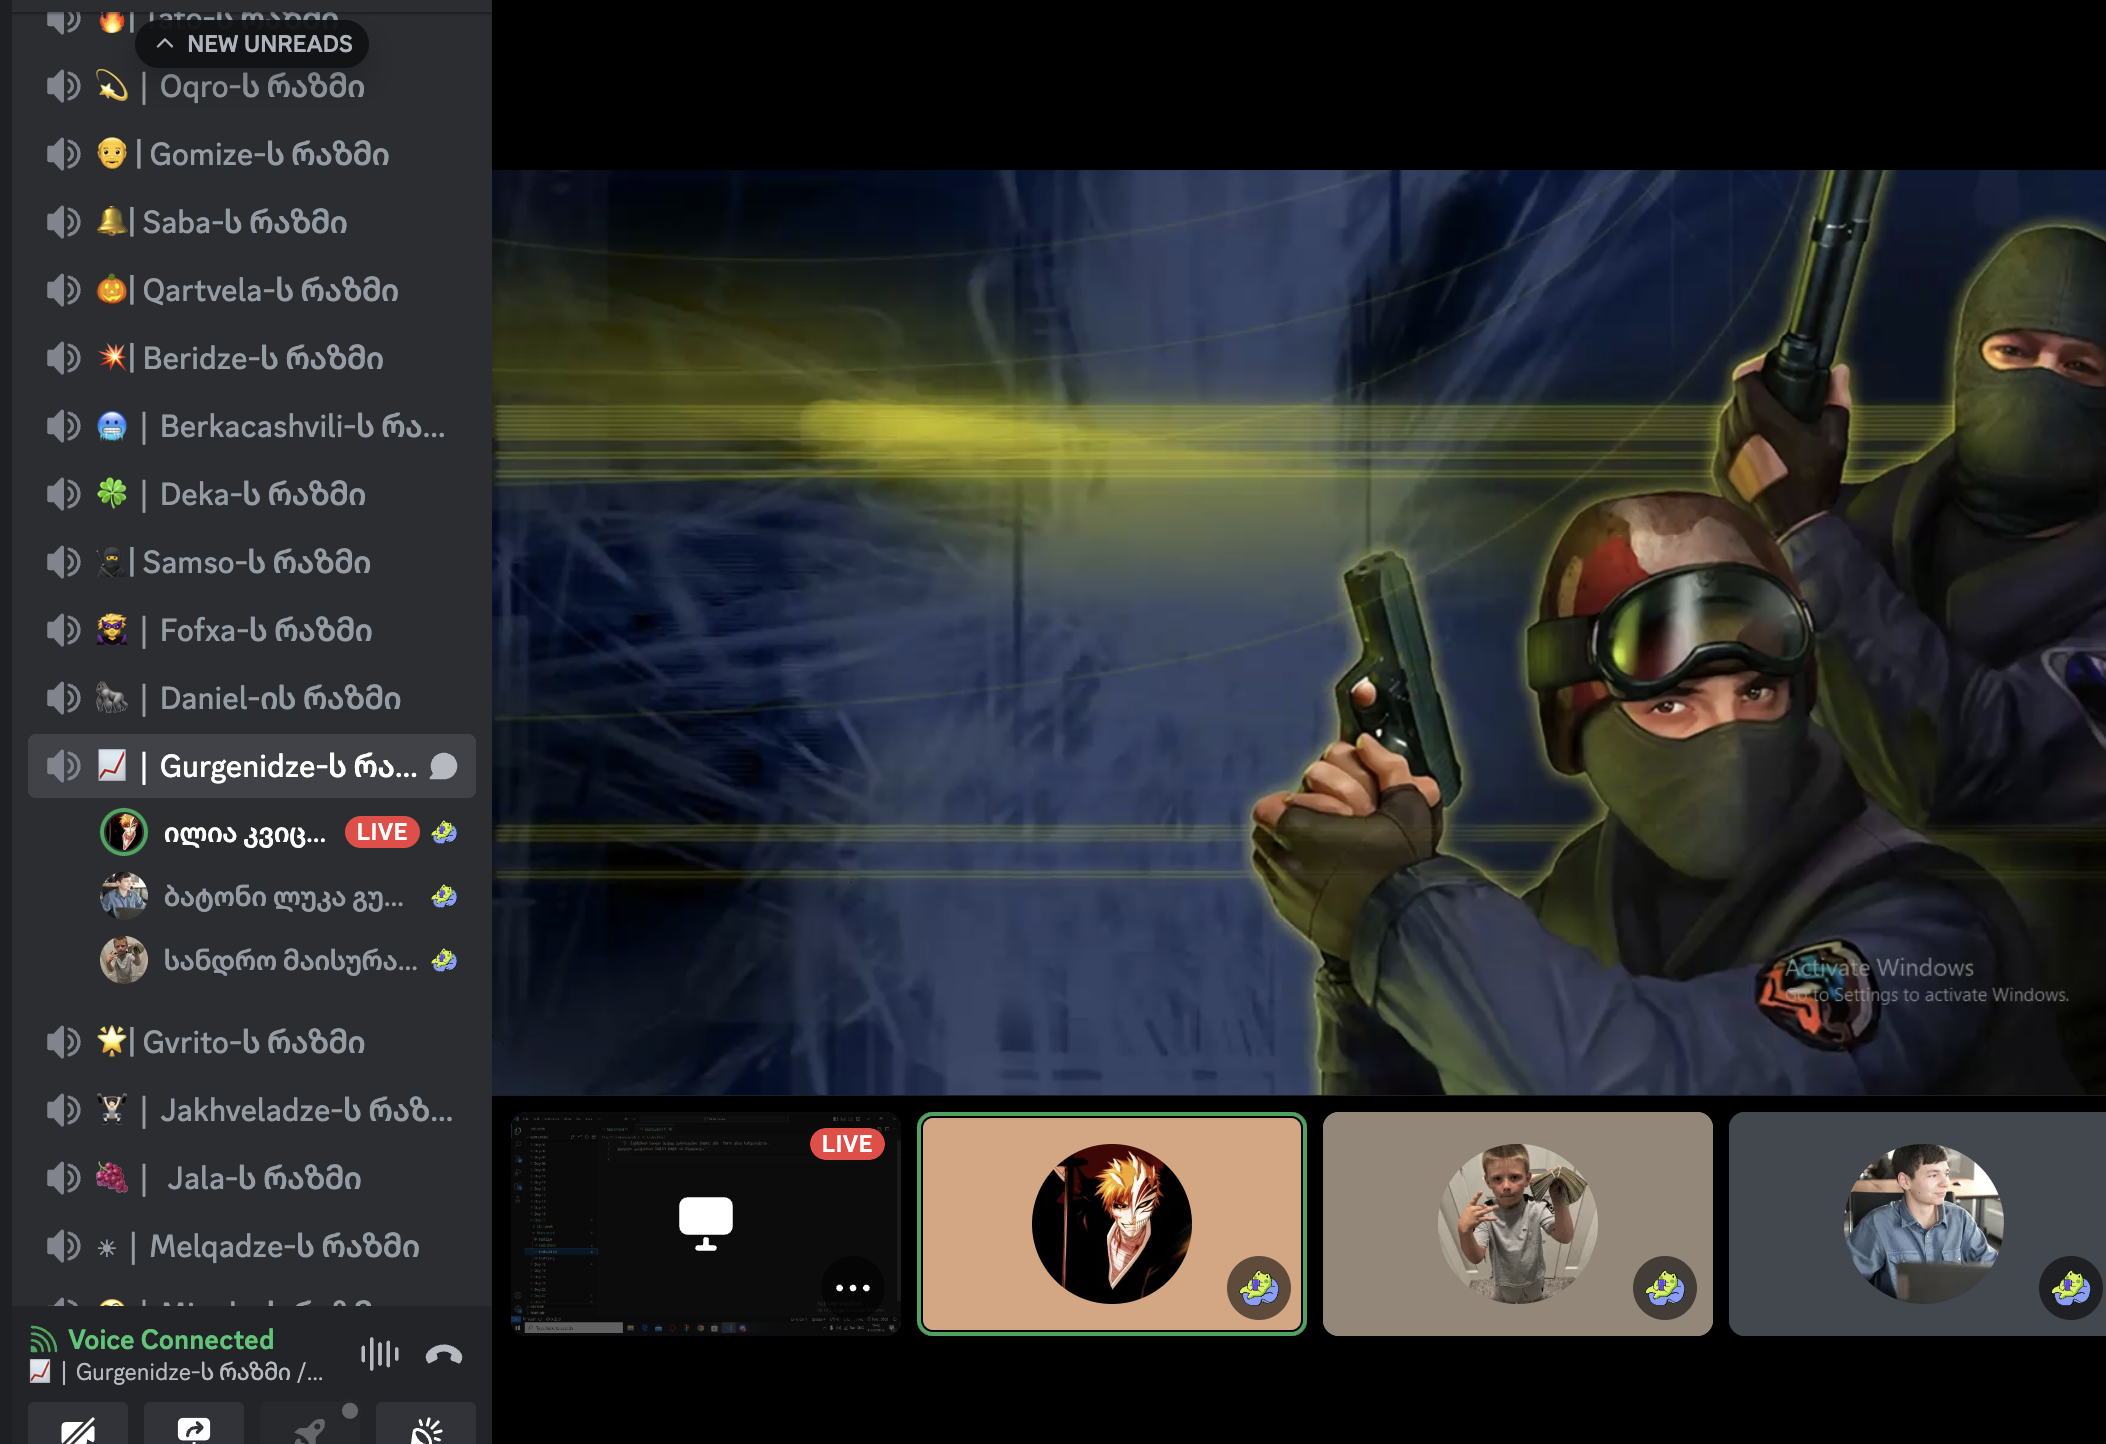 Tato-ს რაზმი
NEW UNREADS
| Oqro-ს რაზმი
| Gomize-ს რაზმი
| Saba-ს რაზმი
| Qartvela-ს რაზმი
| Beridze-ს რაზმი
| Berkacashvili-ს რა...
| Deka-ს რაზმი
| Samso-ს რაზმი
| Fofxa-ს რაზმი
| Daniel-ის რაზმი
| Gurgenidze-ს რა...
ილია კვიც... LIVE
ბატონი ლუკა გუ...
სანდრო მაისურა...
| Gvrito-ს რაზმი
| Jakhveladze-ს რაზ...
| Jala-ს რაზმი
| Melqadze-ს რაზმი
Voice Connected
| Gurgenidze-ს რაზმი /...
Activate Windows
Go to Settings to activate Windows.
LIVE